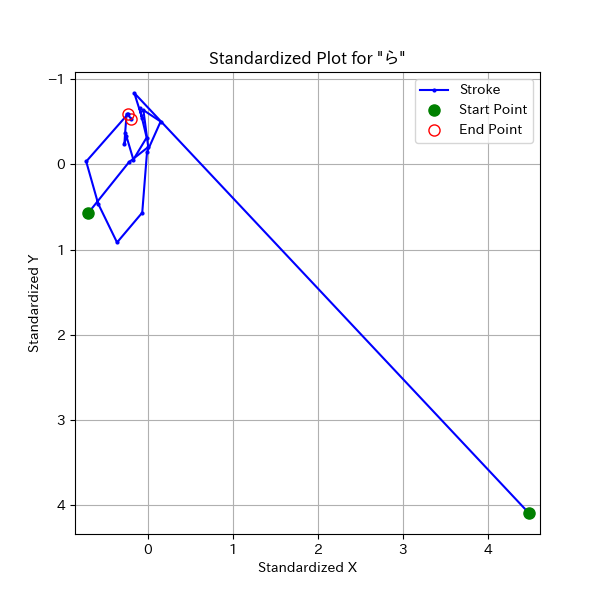 Standardized Plot for "ら"
Stroke
Start Point
End Point
−1
0
1
2
3
4
Standardized Y
0 1 2 3 4
Standardized X